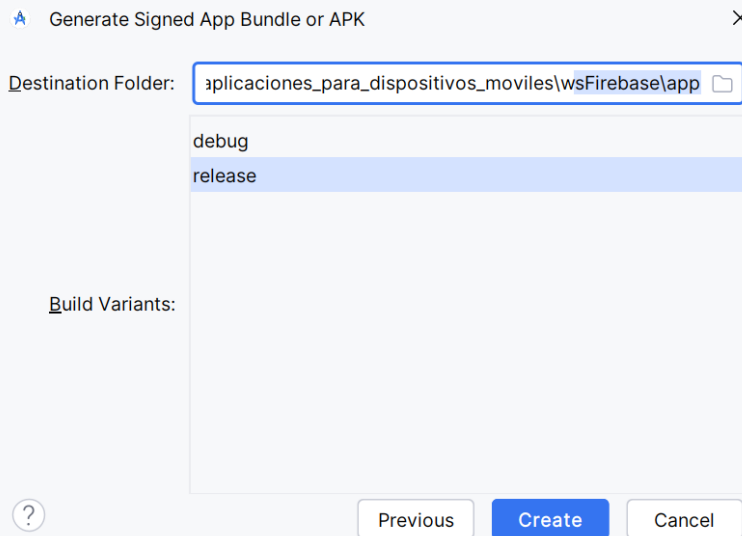 Generate Signed App Bundle or APK
Destination Folder: aplicaciones_para_dispositivos_moviles\wsFirebase\app
debug
release
Build Variants:
?
Previous Create Cancel